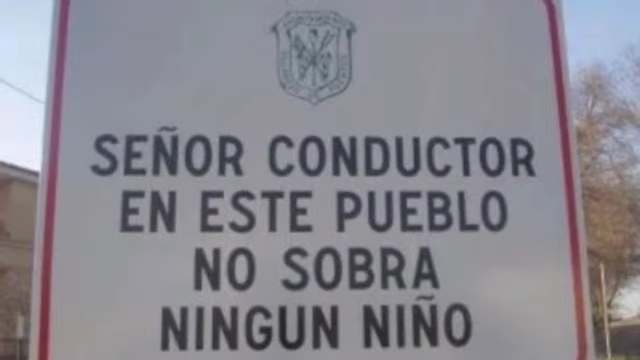 SEÑOR CONDUCTOR
EN ESTE PUEBLO
NO SOBRA
NINGUN NIÑO